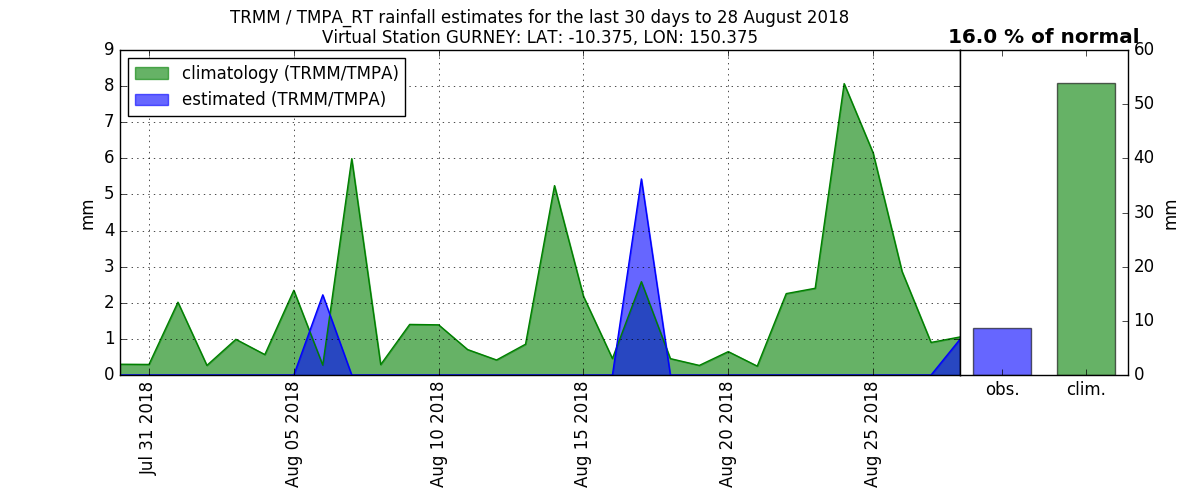 TRMM / TMPA_RT rainfall estimates for the last 30 days to 28 August 2018
Virtual Station GURNEY: LAT: -10.375, LON: 150.375
16.0 % of normal
climatology (TRMM/TMPA)
estimated (TRMM/TMPA)
9
8
7
6
5
4
3
2
1
0
mm
Jul 31 2018
Aug 05 2018
Aug 10 2018
Aug 15 2018
Aug 20 2018
Aug 25 2018
60
50
40
30
20
10
0
mm
obs.
clim.